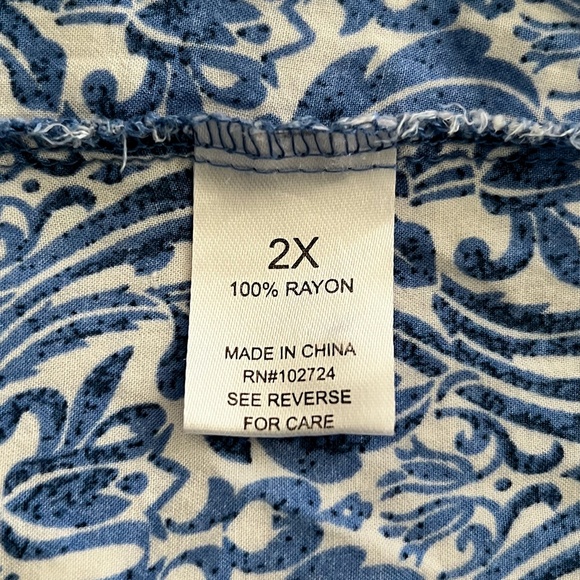 2X
100% RAYON
MADE IN CHINA
RN#102724
SEE REVERSE
FOR CARE